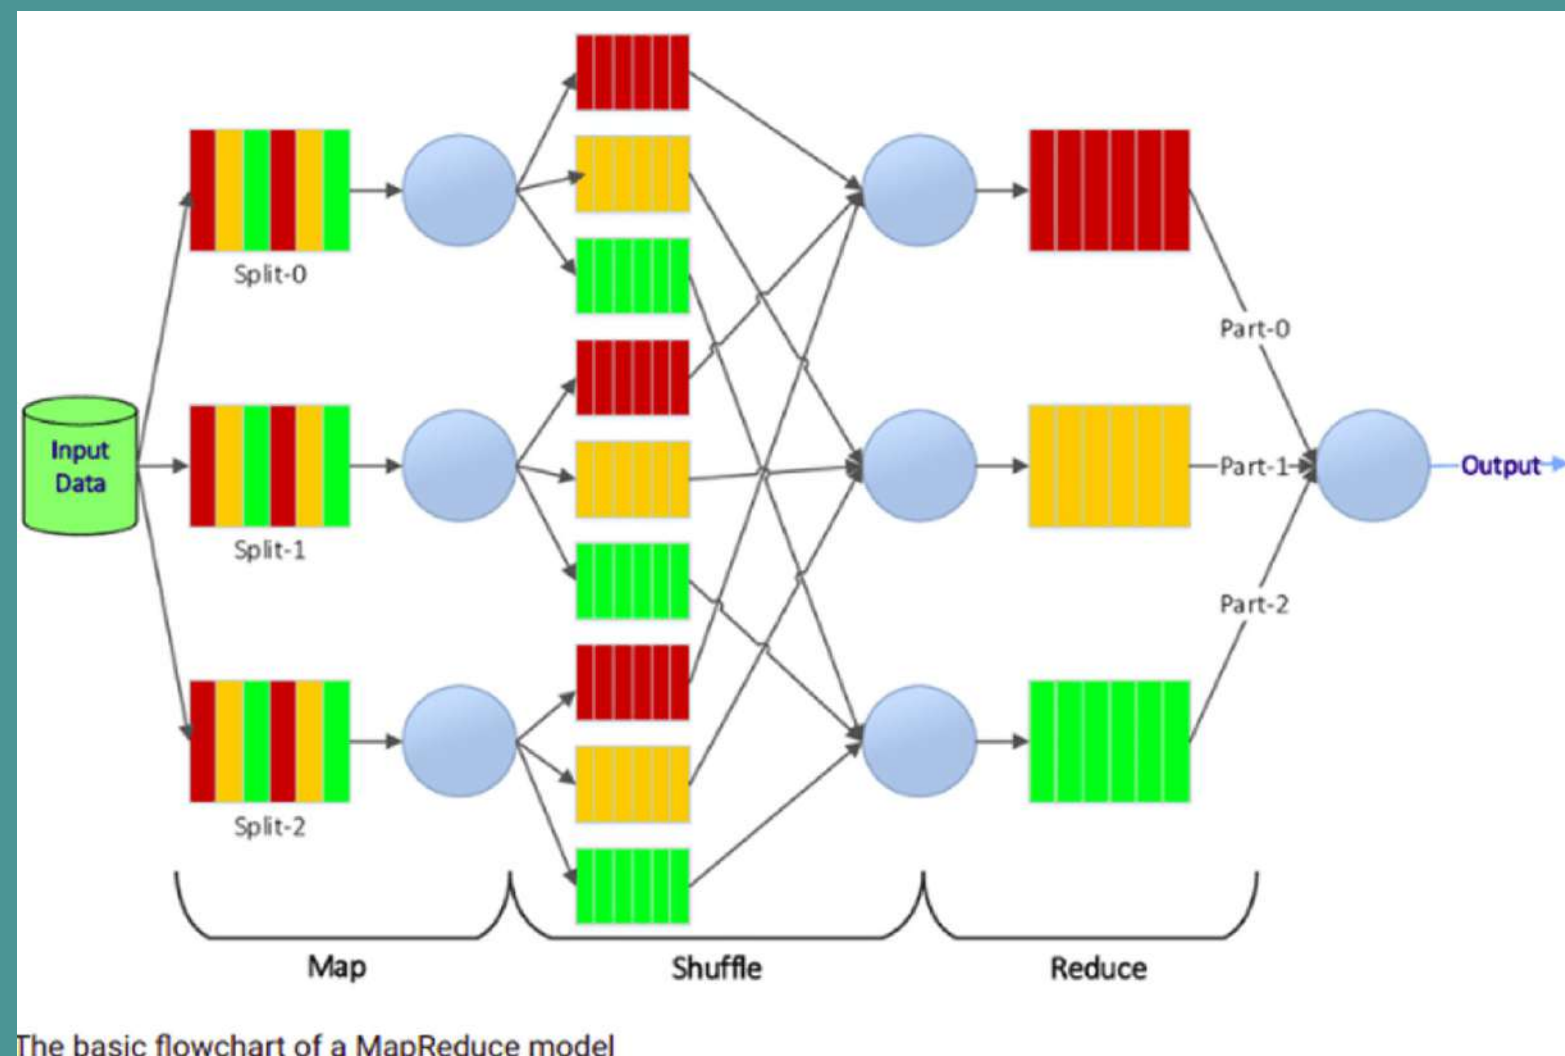 Split-0
Input
Data
Split-1
Split-2
Part-0
Part-1
Part-2
Output
Map
Shuffle
Reduce
The basic flowchart of a MapReduce model